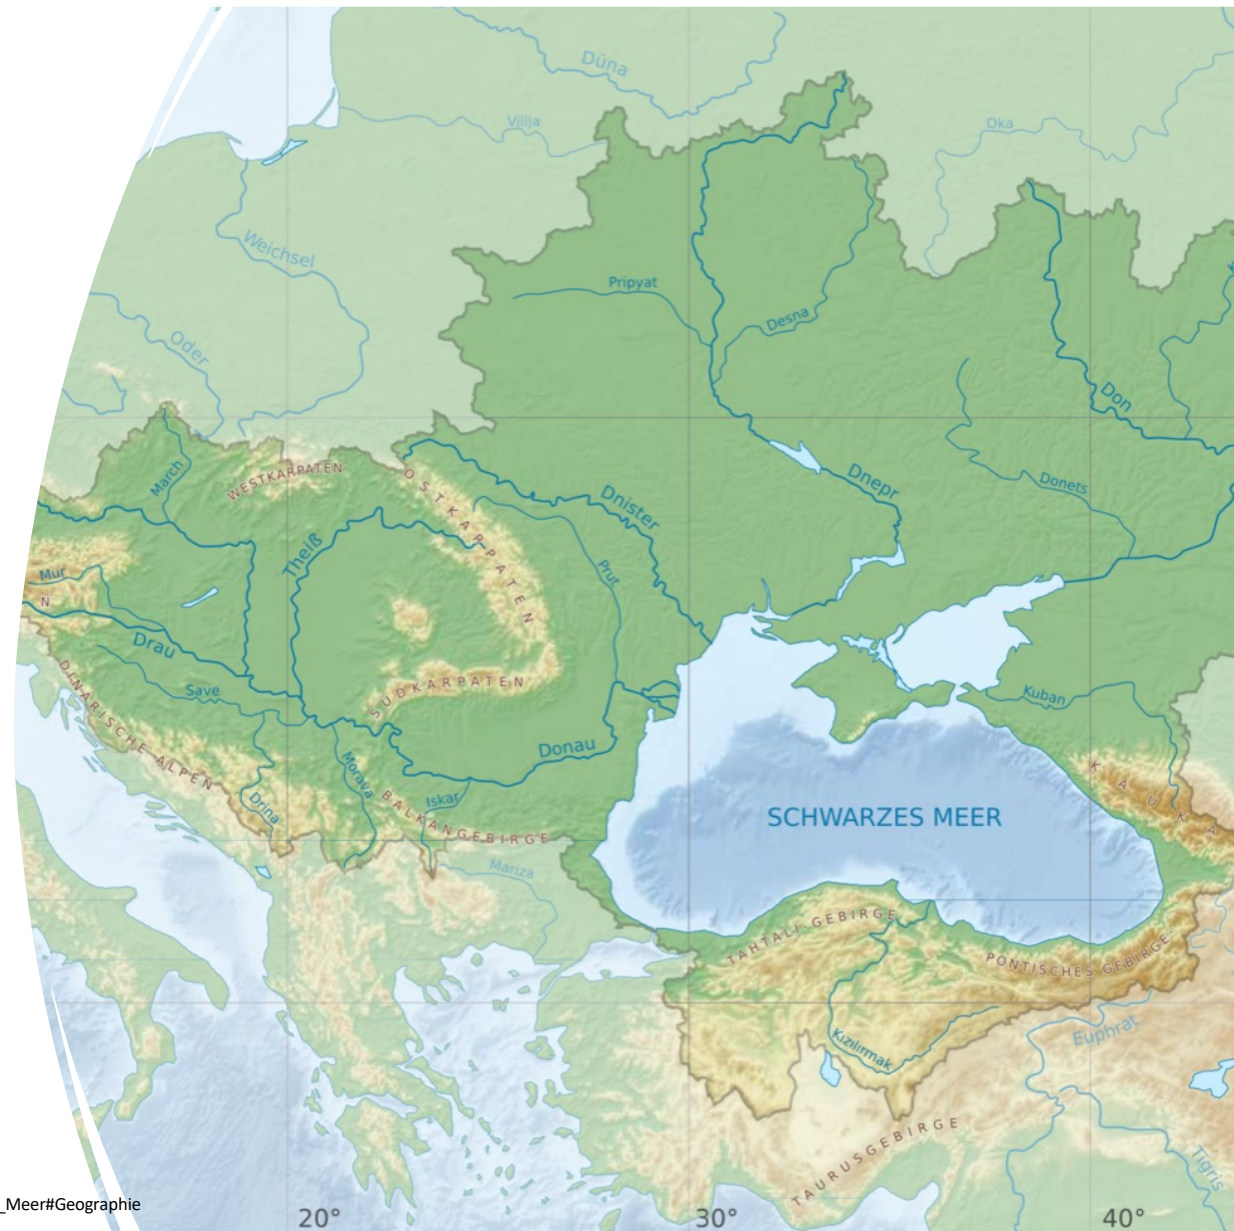 Düna
Vilija
Oka
Weichsel
Pripyat
Desna
Oder
Don
March
WESTKARPATEN
OSTKARPATEN
Dnister
Dnepr
Donets
Theiß
Prut
Mur
N
Drau
Save
SÜDKARPATEN
Kuban
DINARISCHE ALPEN
Donau
Morava
Iskar
Drina
BALKANGEBIRGE
SCHWARZES MEER
KAUKA
Mariza
TAHTALI-GEBIRGE
PONTISCHES GEBIRGE
Kızılırmak
Euphrat
TAURUSGEBIRGE
Tigris
_Meer#Geographie
20°
30°
40°